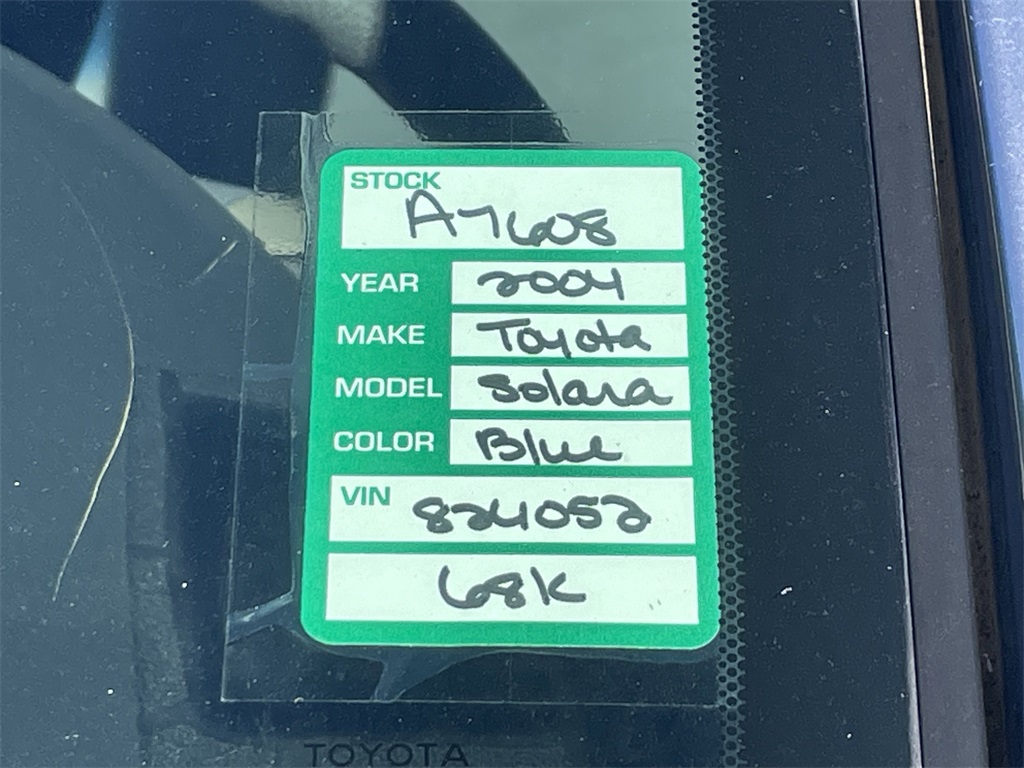 STOCK
A7608
YEAR 2004
MAKE Toyota
MODEL Solara
COLOR Blue
VIN 824052
68K
TOYOTA